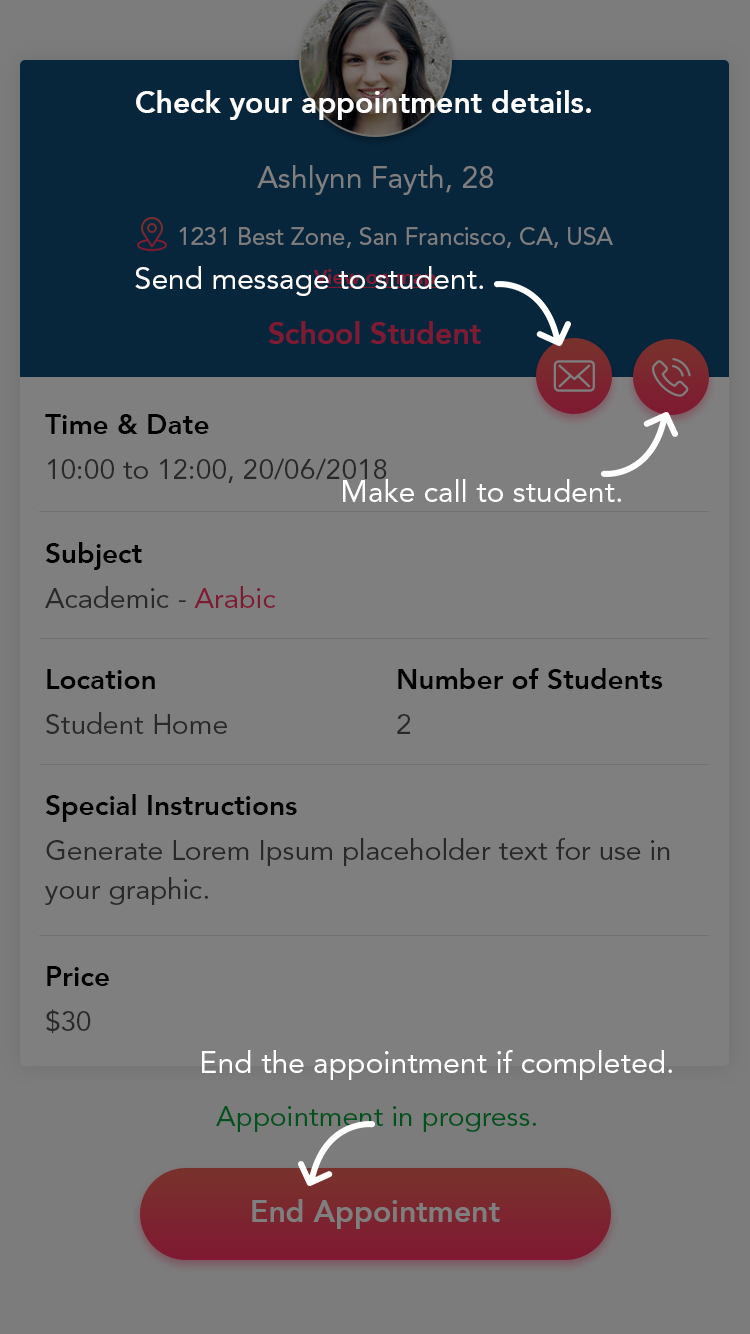 Check your appointment details.
Ashlynn Fayth, 28
1231 Best Zone, San Francisco, CA, USA
View on map
Send message to student.
School Student
Time & Date
10:00 to 12:00, 20/06/2018
Make call to student.
Subject
Academic - Arabic
Location
Number of Students
Student Home
2
Special Instructions
Generate Lorem Ipsum placeholder text for use in
your graphic.
Price
$30
End the appointment if completed.
Appointment in progress.
End Appointment